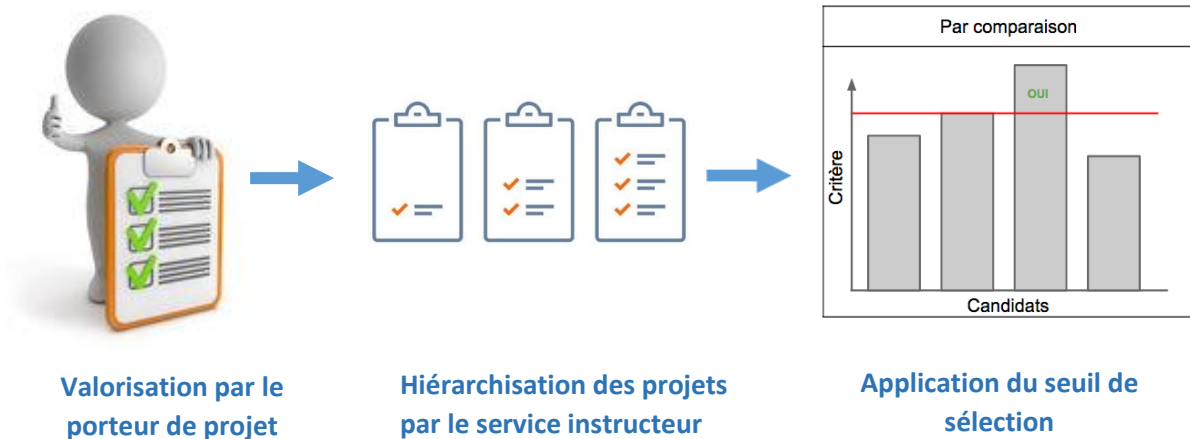 Par comparaison
OUI
Critère
Candidats
Valorisation par le
porteur de projet
Hiérarchisation des projets
par le service instructeur
Application du seuil de
sélection